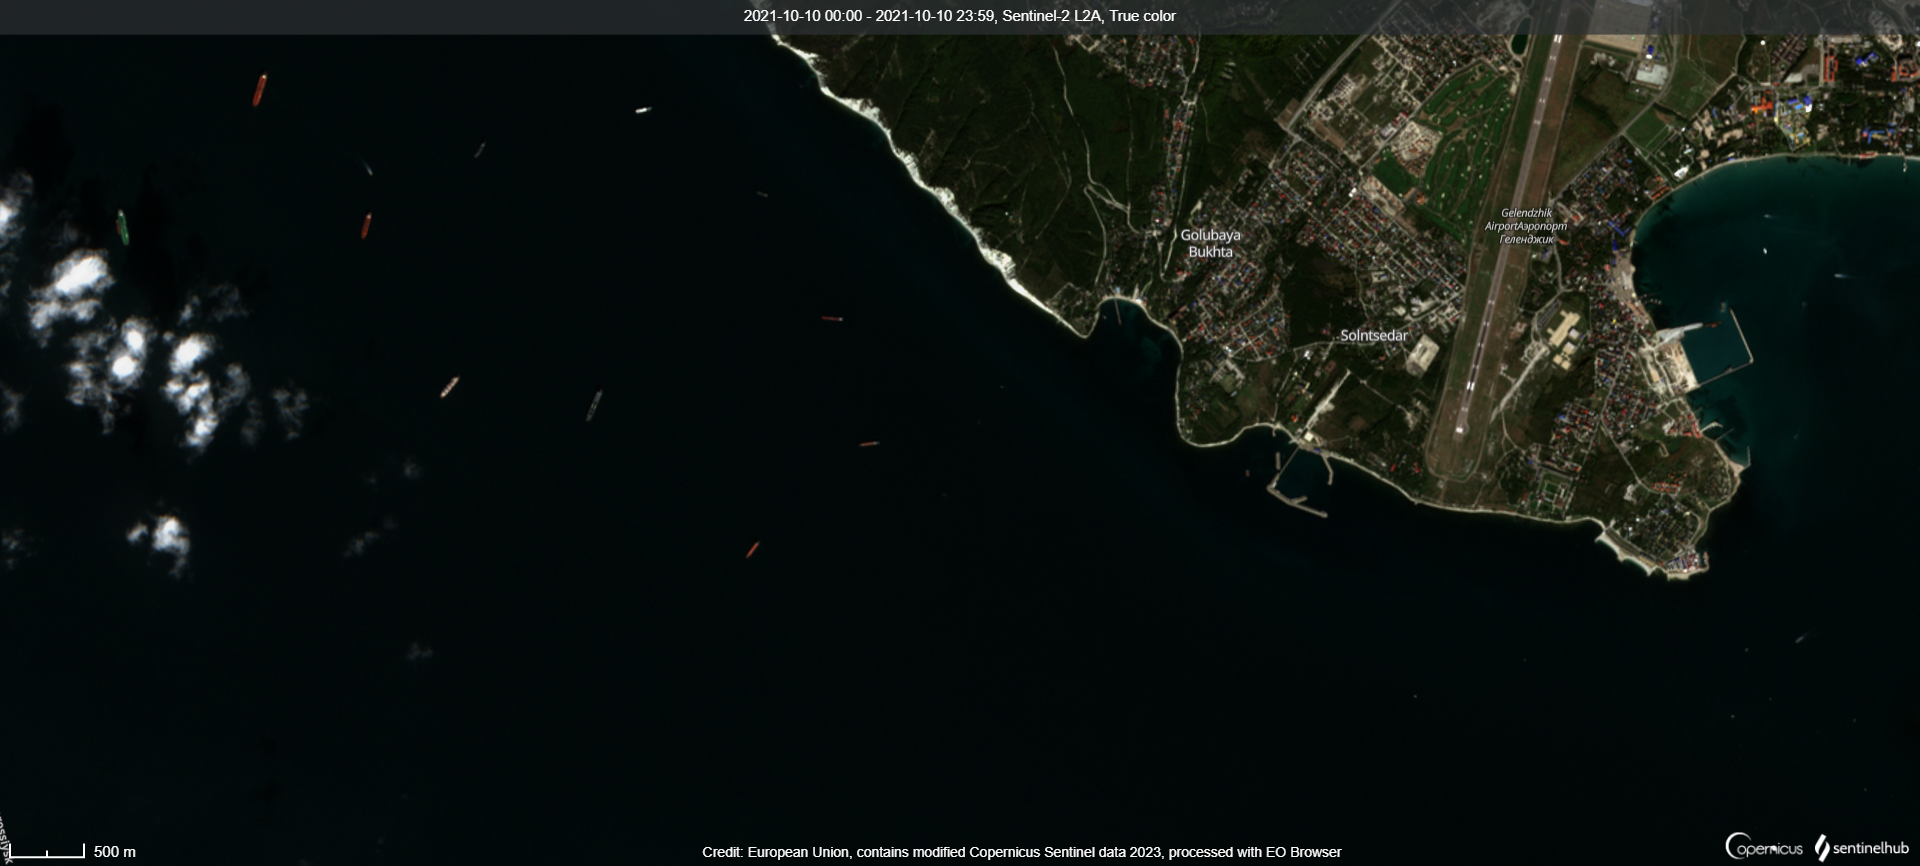 2021-10-10 00:00 - 2021-10-10 23:59, Sentinel-2 L2A, True color
Gelendzhik
AirportАэропорт
Геленджик
Golubaya
Bukhta
Solntsedar
500 m
Credit: European Union, contains modified Copernicus Sentinel data 2023, processed with EO Browser
Copernicus
sentinelhub